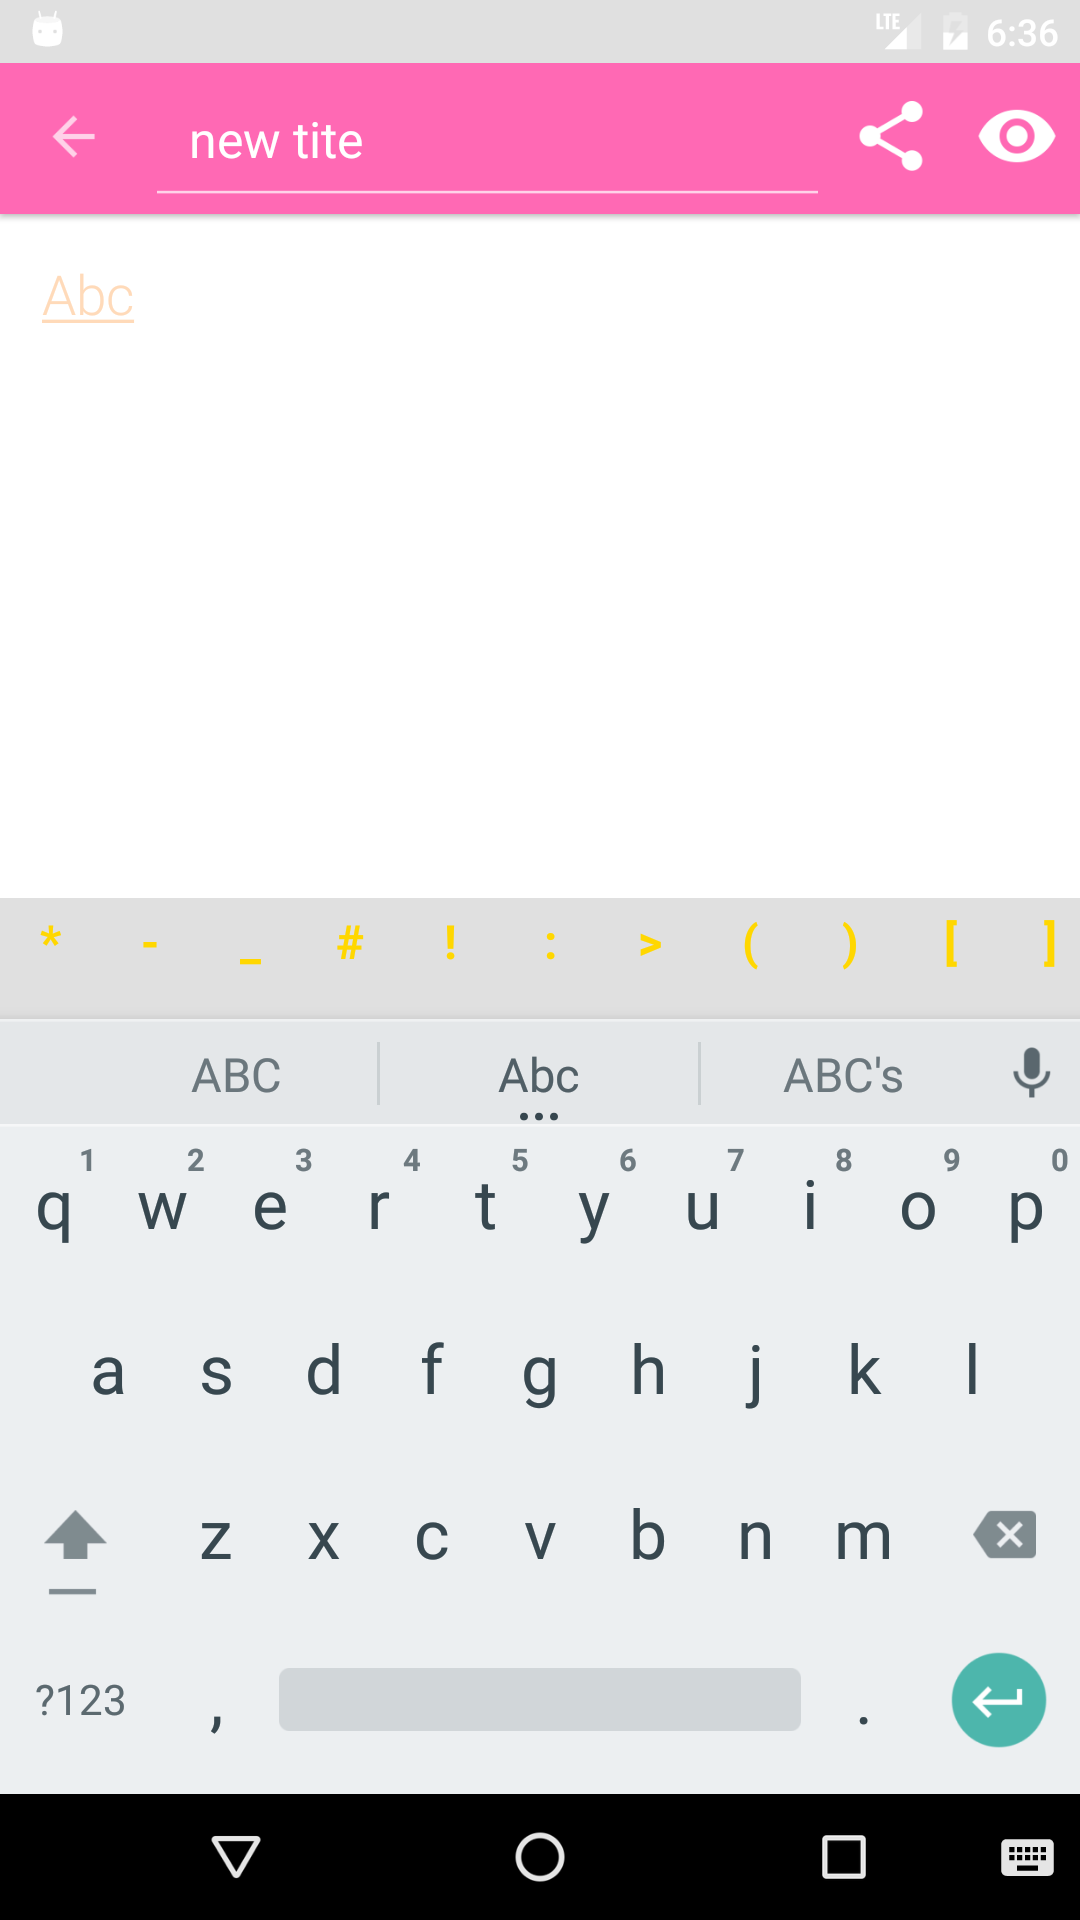 LTE 6:36
new tite
Abc
* - _ # ! : > ( ) [ ]
ABC Abc ABC's
1 2 3 4 5 6 7 8 9 0
q w e r t y u i o p
a s d f g h j k l
z x c v b n m
?123 , .